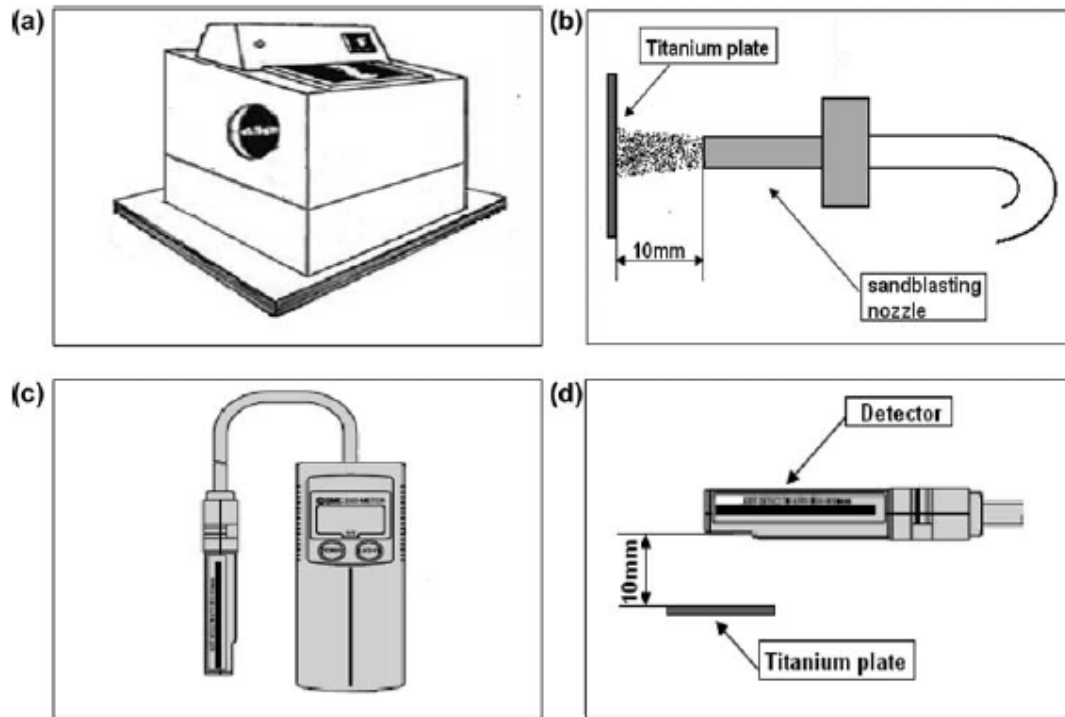 (a)
(b)
Titanium plate
10mm
sandblasting
nozzle
(c)
(d)
Detector
10mm
Titanium plate